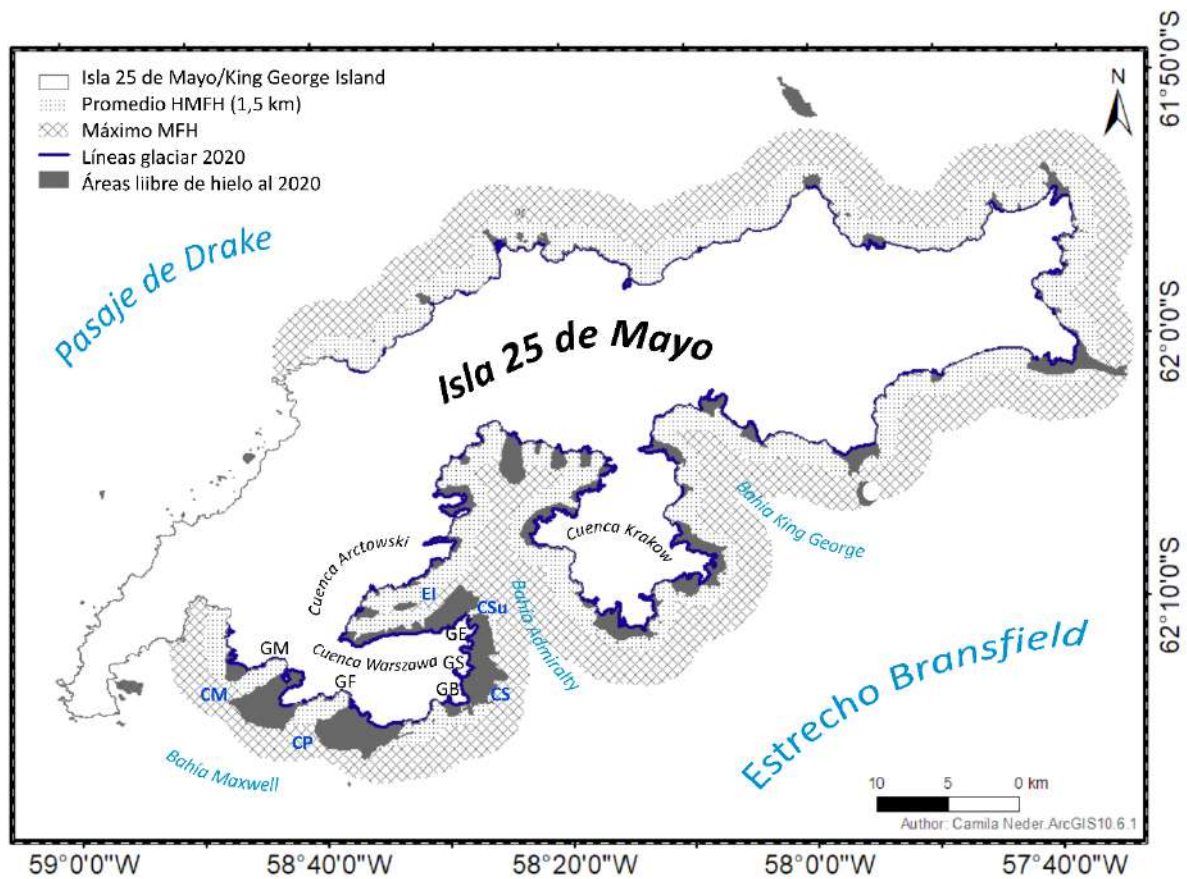 Isla 25 de Mayo/King George Island
Promedio HMFH (1,5 km)
Máximo MFH
Líneas glaciar 2020
Áreas liibre de hielo al 2020
N
61°50'0"S
62°0'0"S
62°10'0"S
Pasaje de Drake
Isla 25 de Mayo
Bahía King George
Cuenca Krakow
Cuenca Arctowski
EI
CSu
Bahía Admiralty
GE
GM
Cuenca Warszawa
GS
GF
GB
CM
CS
CP
Bahía Maxwell
Estrecho Bransfield
10 5 0 km
Author: Camila Neder.ArcGIS10.6.1
59°0'0"W 58°40'0"W 58°20'0"W 58°0'0"W 57°40'0"W